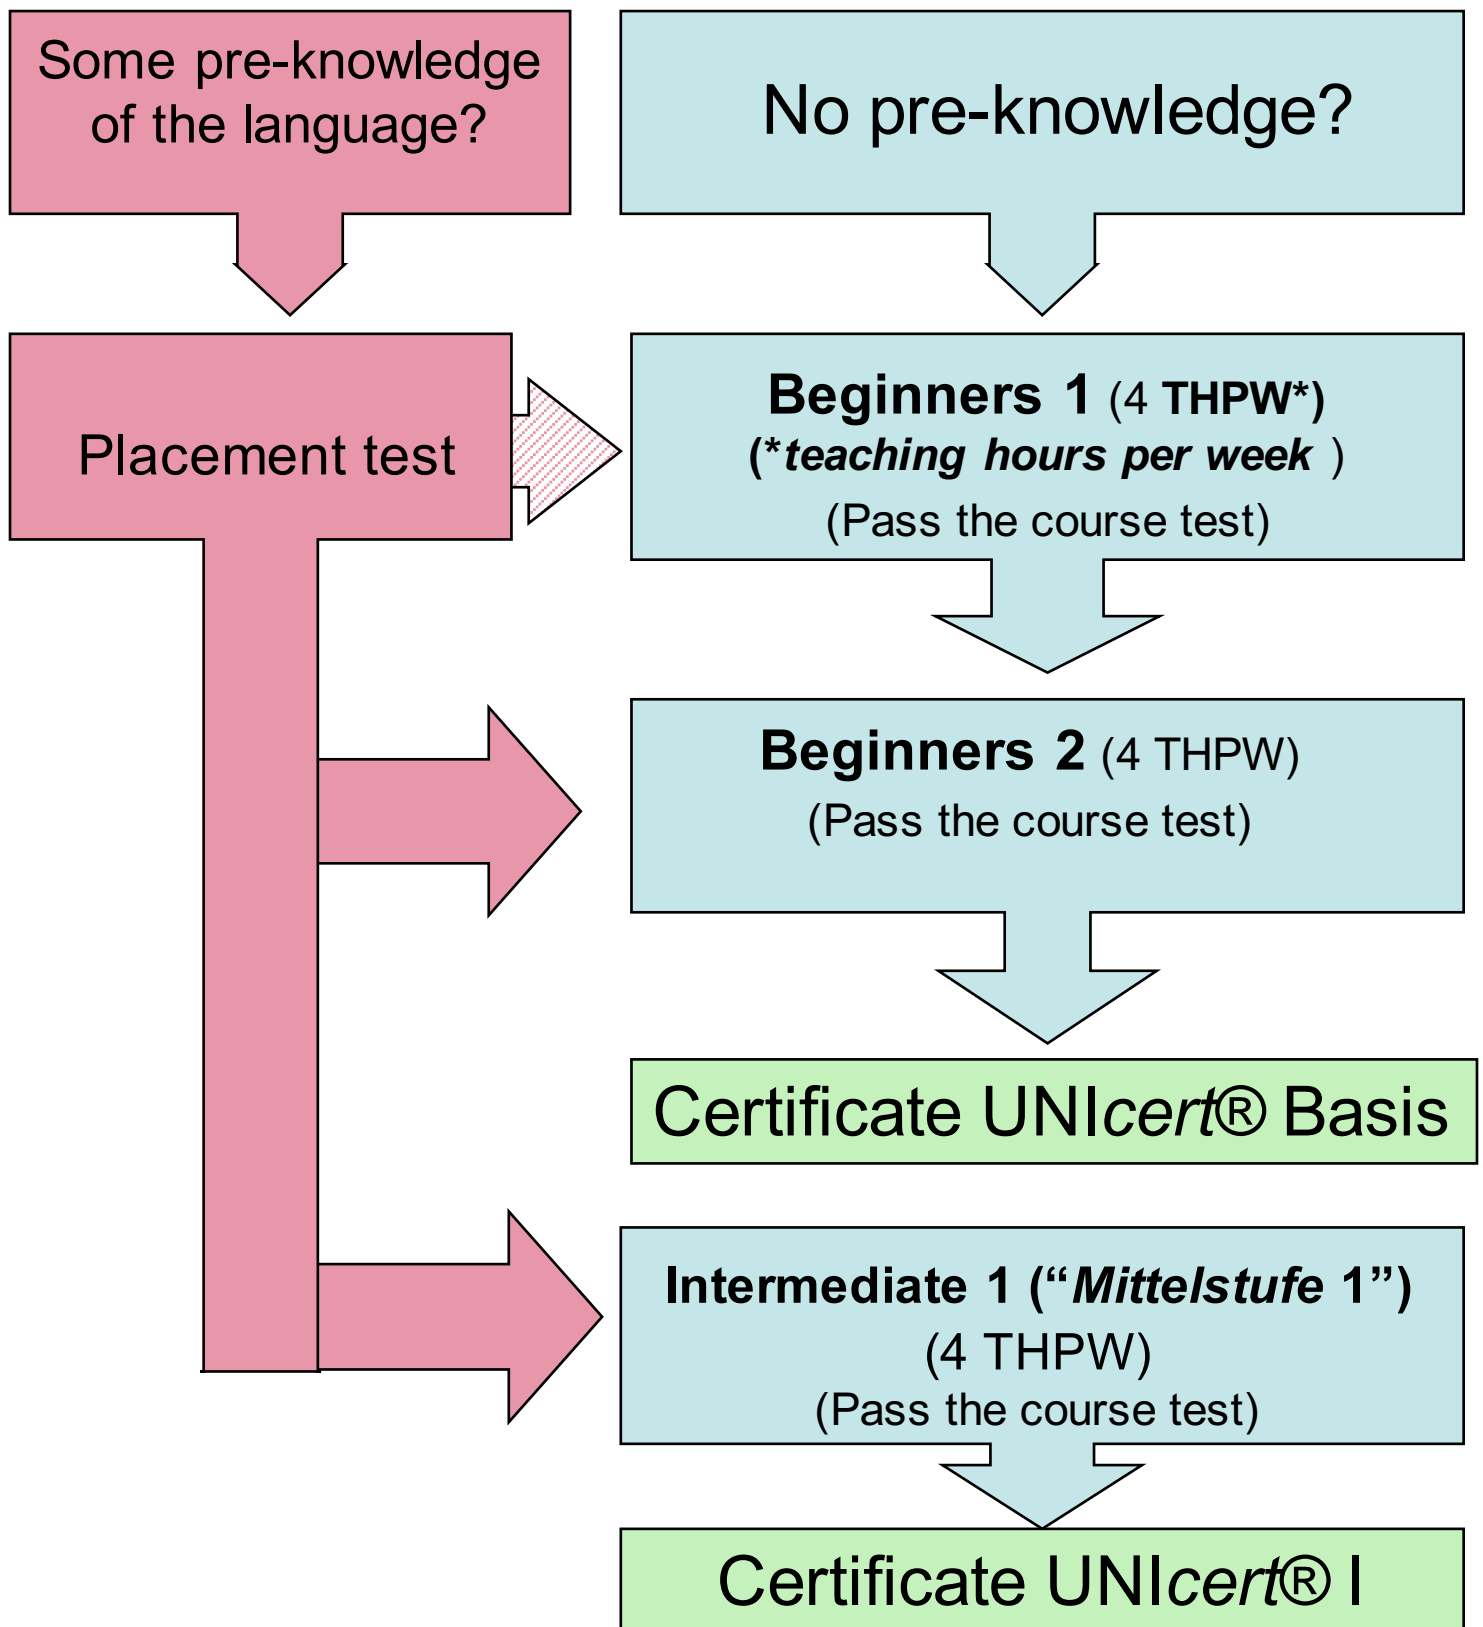 Some pre-knowledge
of the language?
No pre-knowledge?
Placement test
Beginners 1 (4 THPW*)
(*teaching hours per week )
(Pass the course test)
Beginners 2 (4 THPW)
(Pass the course test)
Certificate UNIcert® Basis
Intermediate 1 (“Mittelstufe 1”)
(4 THPW)
(Pass the course test)
Certificate UNIcert® I